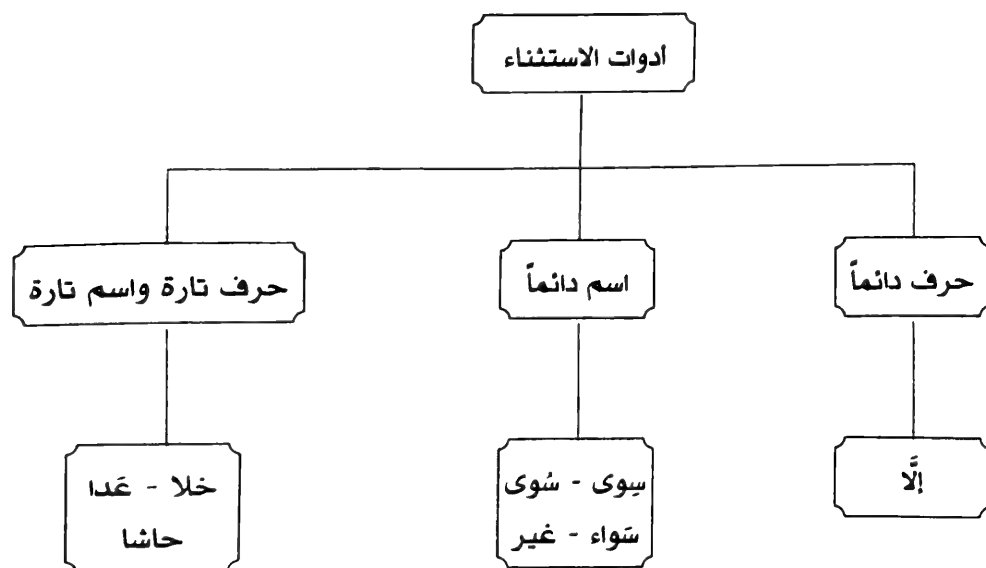 أدوات الاستثناء
حرف دائماً
اسم دائماً
حرف تارة واسم تارة
إلَّا
سِوى - سُوى
سَواء - غير
خلا - عَدا
حاشا